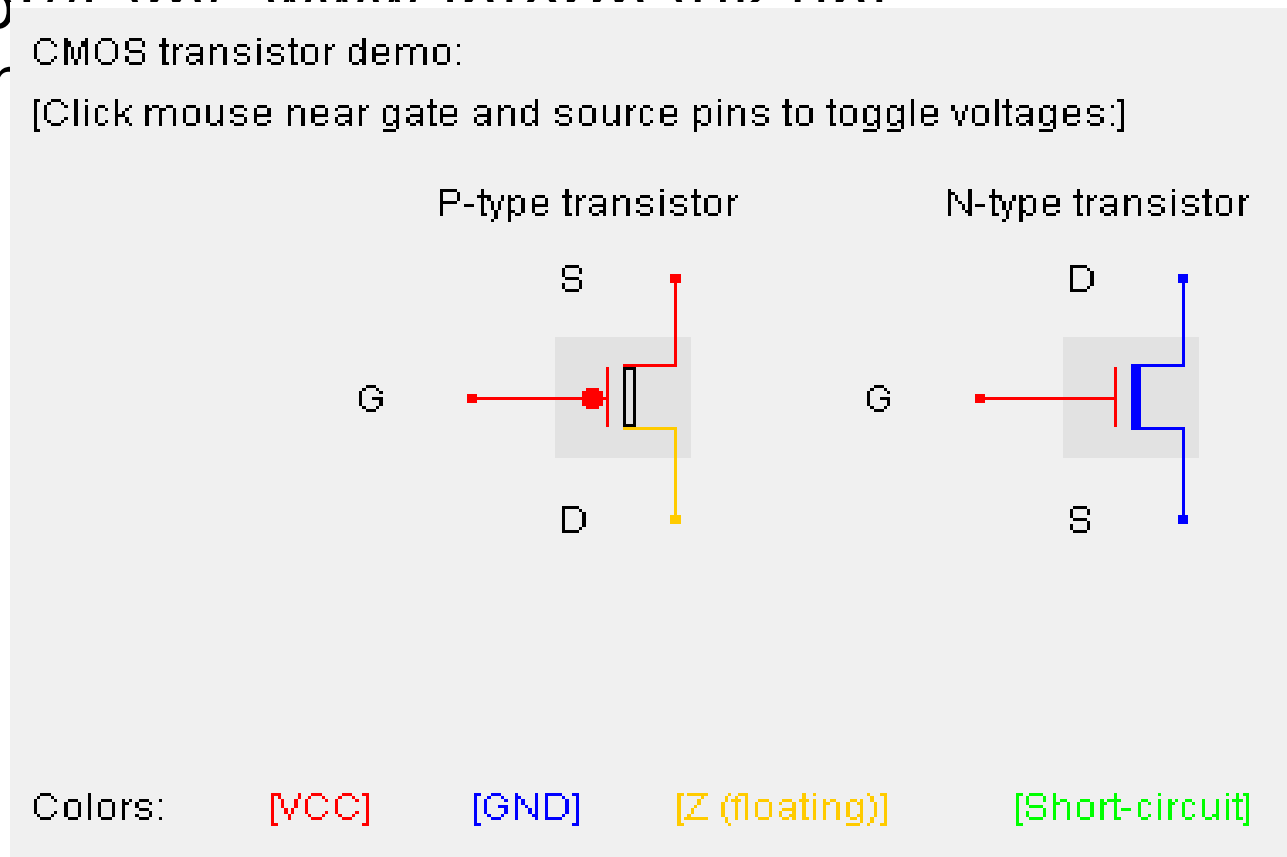 CMOS transistor demo:
[Click mouse near gate and source pins to toggle voltages:]
P-type transistor N-type transistor
S D
G G
D S
Colors: [VCC] [GND] [Z (floating)] [Short-circuit]